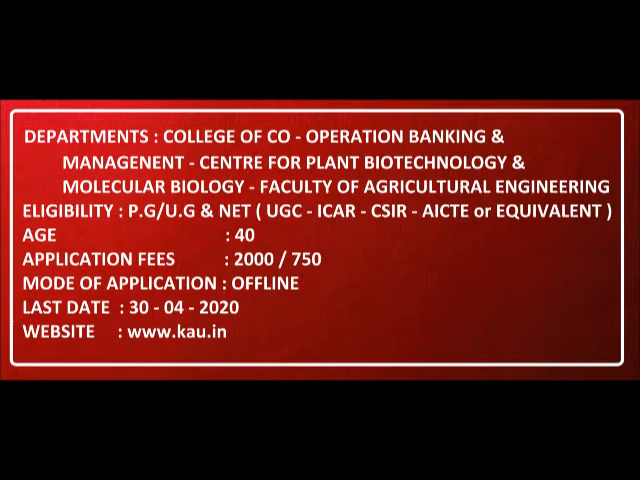 DEPARTMENTS : COLLEGE OF CO - OPERATION BANKING &
MANAGENENT - CENTRE FOR PLANT BIOTECHNOLOGY &
MOLECULAR BIOLOGY - FACULTY OF AGRICULTURAL ENGINEERING
ELIGIBILITY : P.G/U.G & NET ( UGC - ICAR - CSIR - AICTE or EQUIVALENT )
AGE : 40
APPLICATION FEES : 2000 / 750
MODE OF APPLICATION : OFFLINE
LAST DATE : 30 - 04 - 2020
WEBSITE : www.kau.in